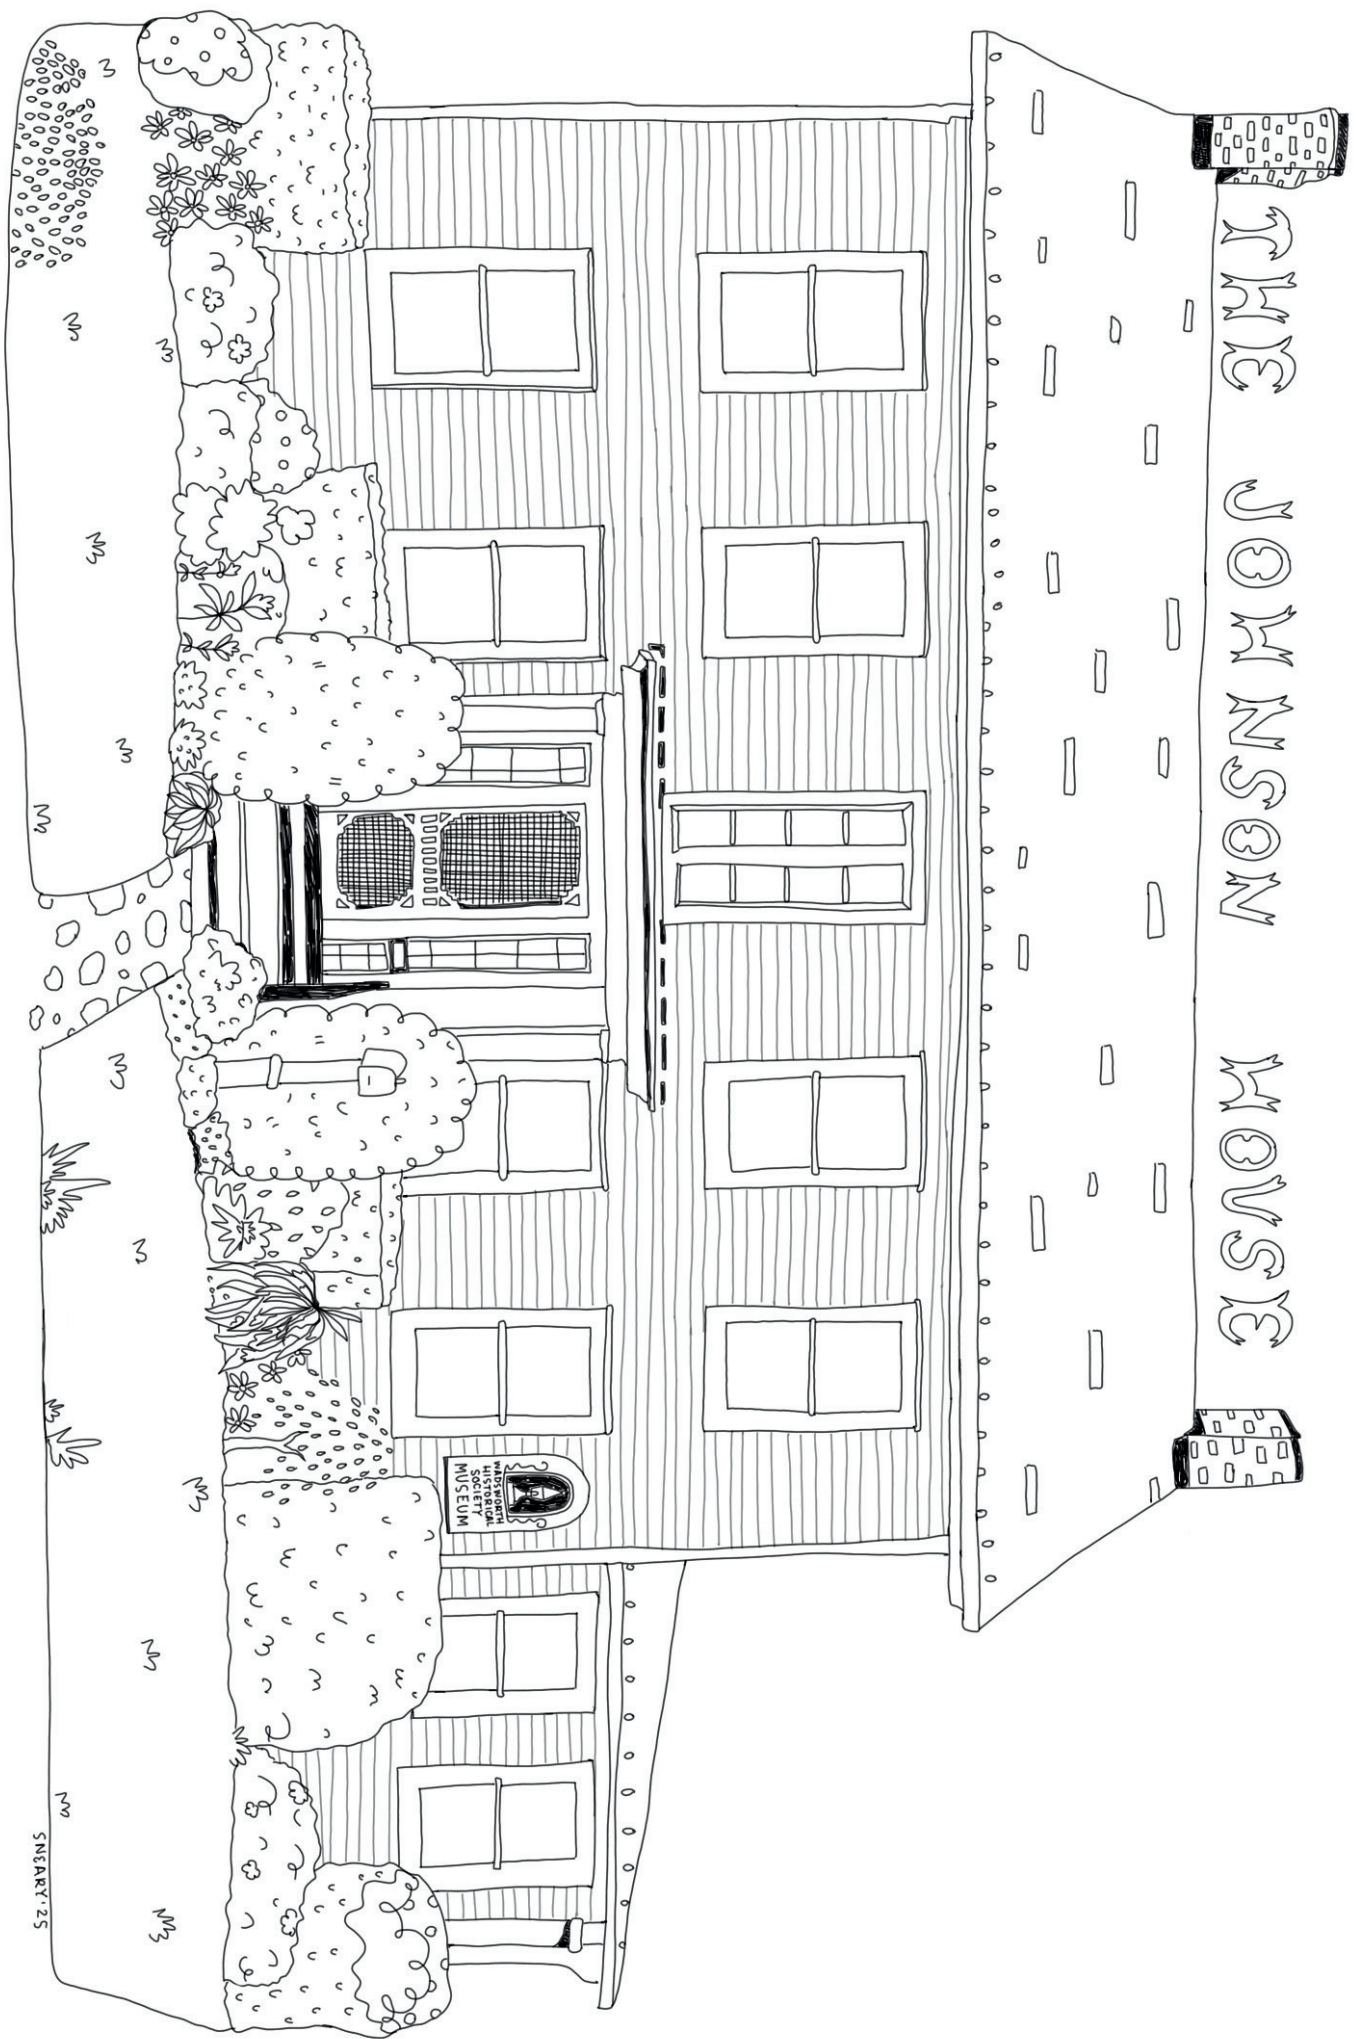 THE JOHNSON HOUSE
WADSWORTH
HISTORICAL
SOCIETY
MUSEUM
SNEARY '25